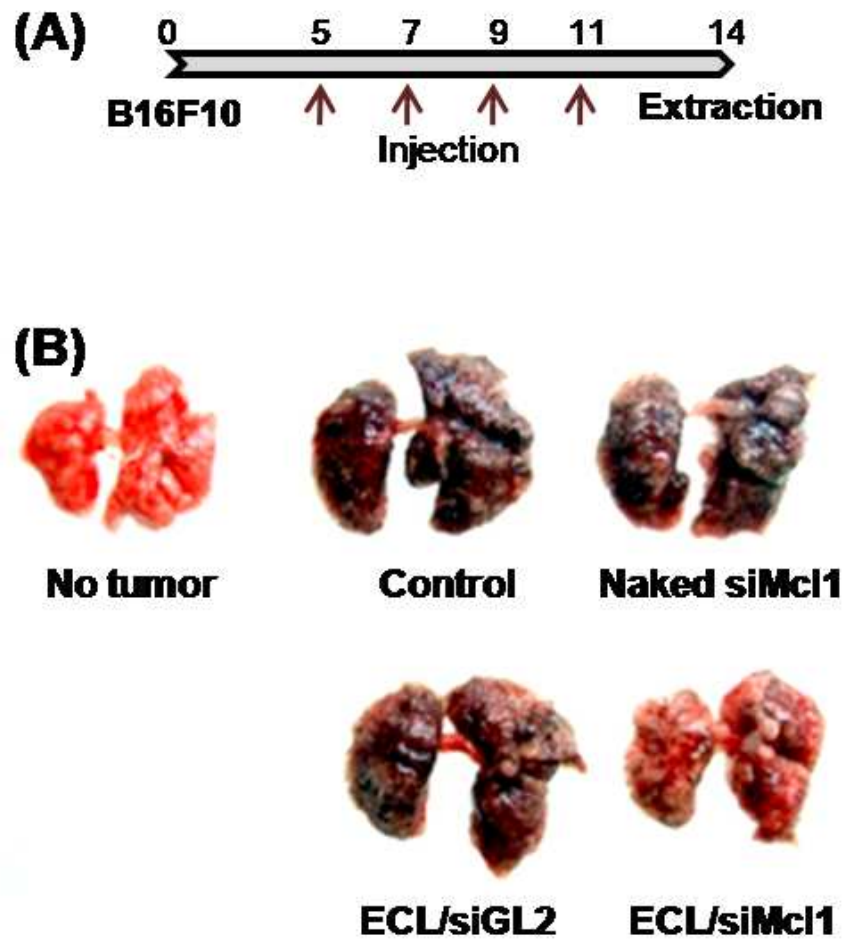 (A)
0 5 7 9 11 14
B16F10
Injection
Extraction
(B)
No tumor
Control
Naked siMcl1
ECL/siGL2
ECL/siMcl1